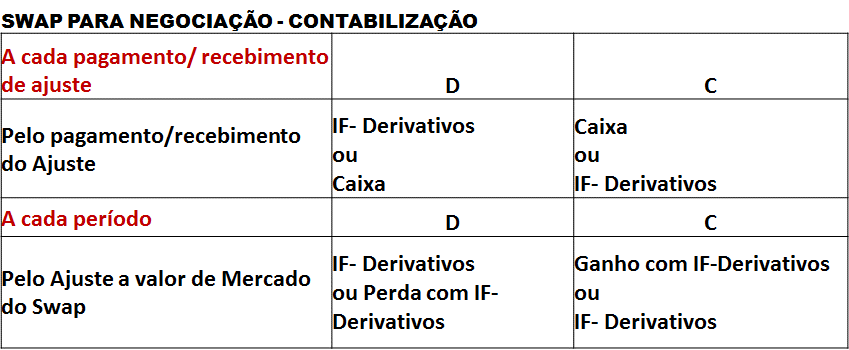 SWAP PARA NEGOCIAÇÃO - CONTABILIZAÇÃO
A cada pagamento/ recebimento
de ajuste
D
C
Pelo pagamento/recebimento
do Ajuste
IF- Derivativos
ou
Caixa
Caixa
ou
IF- Derivativos
A cada período
D
C
Pelo Ajuste a valor de Mercado
do Swap
IF- Derivativos
ou Perda com IF-
Derivativos
Ganho com IF-Derivativos
ou
IF- Derivativos